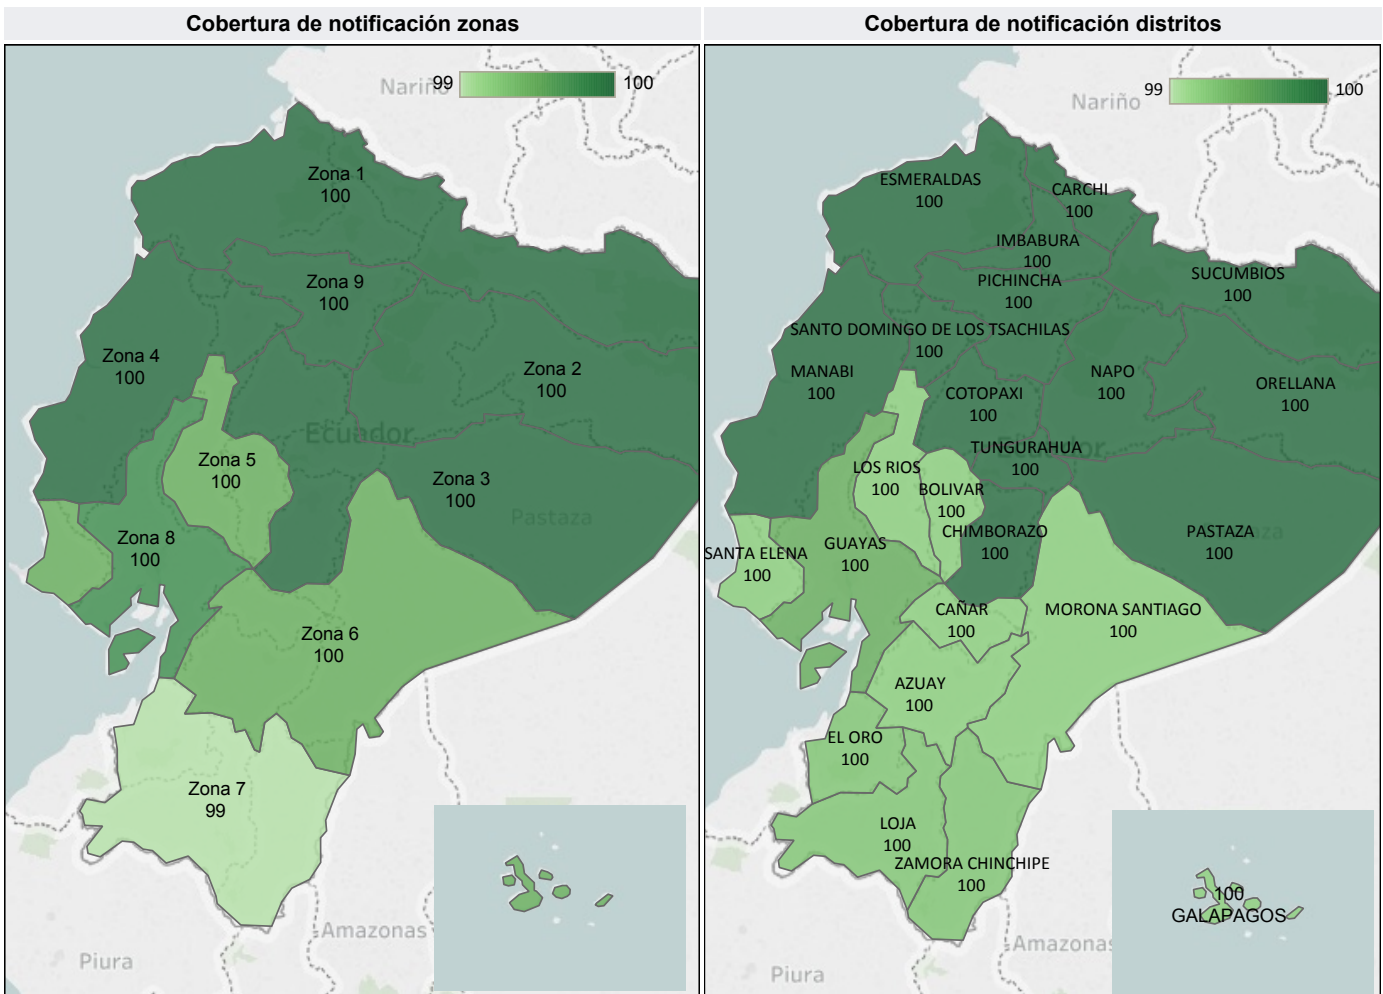 Cobertura de notificación zonas
99
100
Nariño
Zona 1
100
Zona 9
100
Zona 4
100
Zona 2
100
Ecuador
Zona 5
100
Zona 3
100
Pastaza
Zona 8
100
Zona 6
100
Zona 7
99
Amazonas
Piura
Cobertura de notificación distritos
99
100
Nariño
ESMERALDAS
100
CARCHI
100
IMBABURA
100
PICHINCHA
100
SUCUMBIOS
100
SANTO DOMINGO DE LOS TSACHILAS
100
MANABI
100
NAPO
100
ORELLANA
100
COTOPAXI
100
TUNGURAHUA
100
LOS RIOS
100
BOLIVAR
100
CHIMBORAZO
100
PASTAZA
100
SANTA ELENA
100
GUAYAS
100
CAÑAR
100
MORONA SANTIAGO
100
AZUAY
100
EL ORO
100
LOJA
100
ZAMORA CHINCHIPE
100
100
GALAPAGOS
Amazonas
Piura